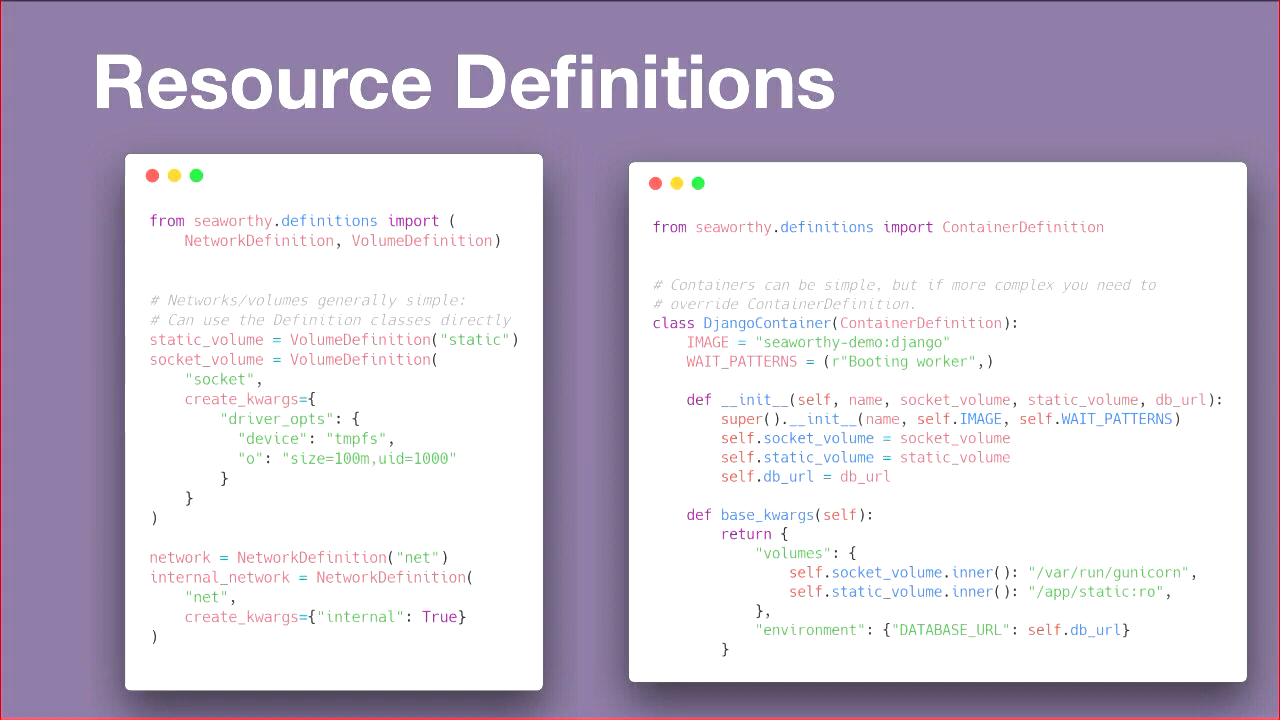 Resource Definitions
from seaworthy.definitions import (
    NetworkDefinition, VolumeDefinition)
# Networks/volumes generally simple:
# Can use the Definition classes directly
static_volume = VolumeDefinition("static")
socket_volume = VolumeDefinition(
    "socket",
    create_kwargs={
        "driver_opts": {
          "device": "tmpfs",
          "o": "size=100m,uid=1000"
        }
    }
)
network = NetworkDefinition("net")
internal_network = NetworkDefinition(
    "net",
    create_kwargs={"internal": True}
)
from seaworthy.definitions import ContainerDefinition
# Containers can be simple, but if more complex you need to
# override ContainerDefinition.
class DjangoContainer(ContainerDefinition):
    IMAGE = "seaworthy-demo:django"
    WAIT_PATTERNS = (r"Booting worker",)
    def __init__(self, name, socket_volume, static_volume, db_url):
        super().__init__(name, self.IMAGE, self.WAIT_PATTERNS)
        self.socket_volume = socket_volume
        self.static_volume = static_volume
        self.db_url = db_url
    def base_kwargs(self):
        return {
            "volumes": {
                self.socket_volume.inner(): "/var/run/gunicorn",
                self.static_volume.inner(): "/app/static:ro",
            },
            "environment": {"DATABASE_URL": self.db_url}
        }